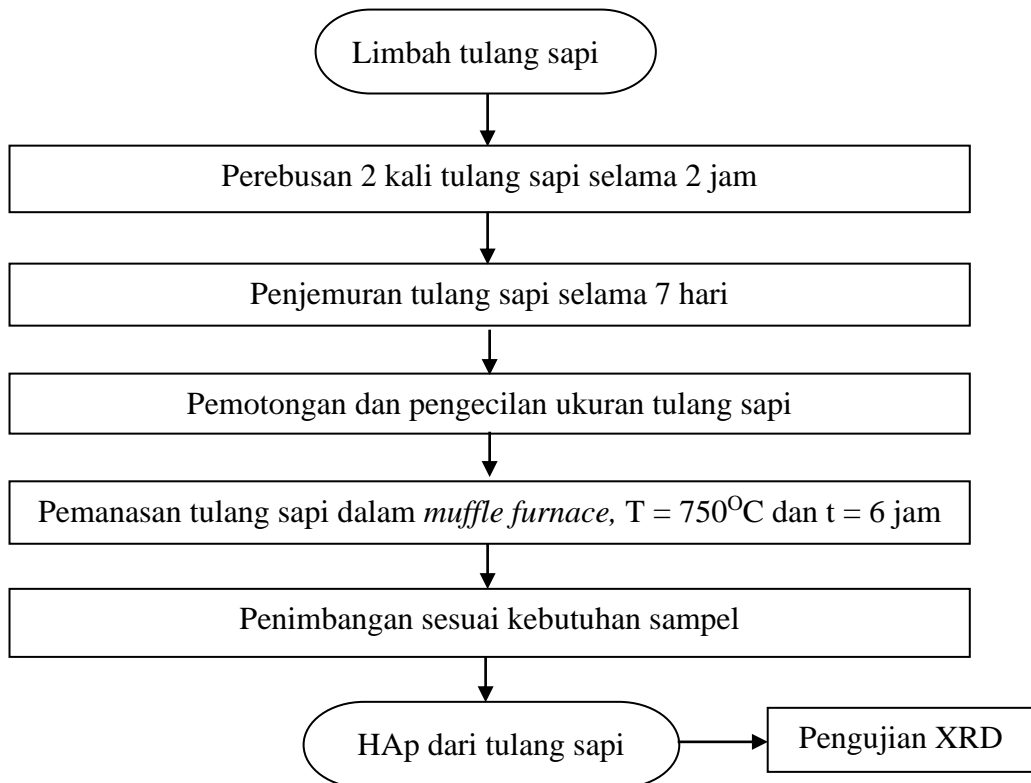 Limbah tulang sapi
Perebusan 2 kali tulang sapi selama 2 jam
Penjemuran tulang sapi selama 7 hari
Pemotongan dan pengecilan ukuran tulang sapi
Pemanasan tulang sapi dalam muffle furnace, T = 750ᴼC dan t = 6 jam
Penimbangan sesuai kebutuhan sampel
HAp dari tulang sapi
Pengujian XRD